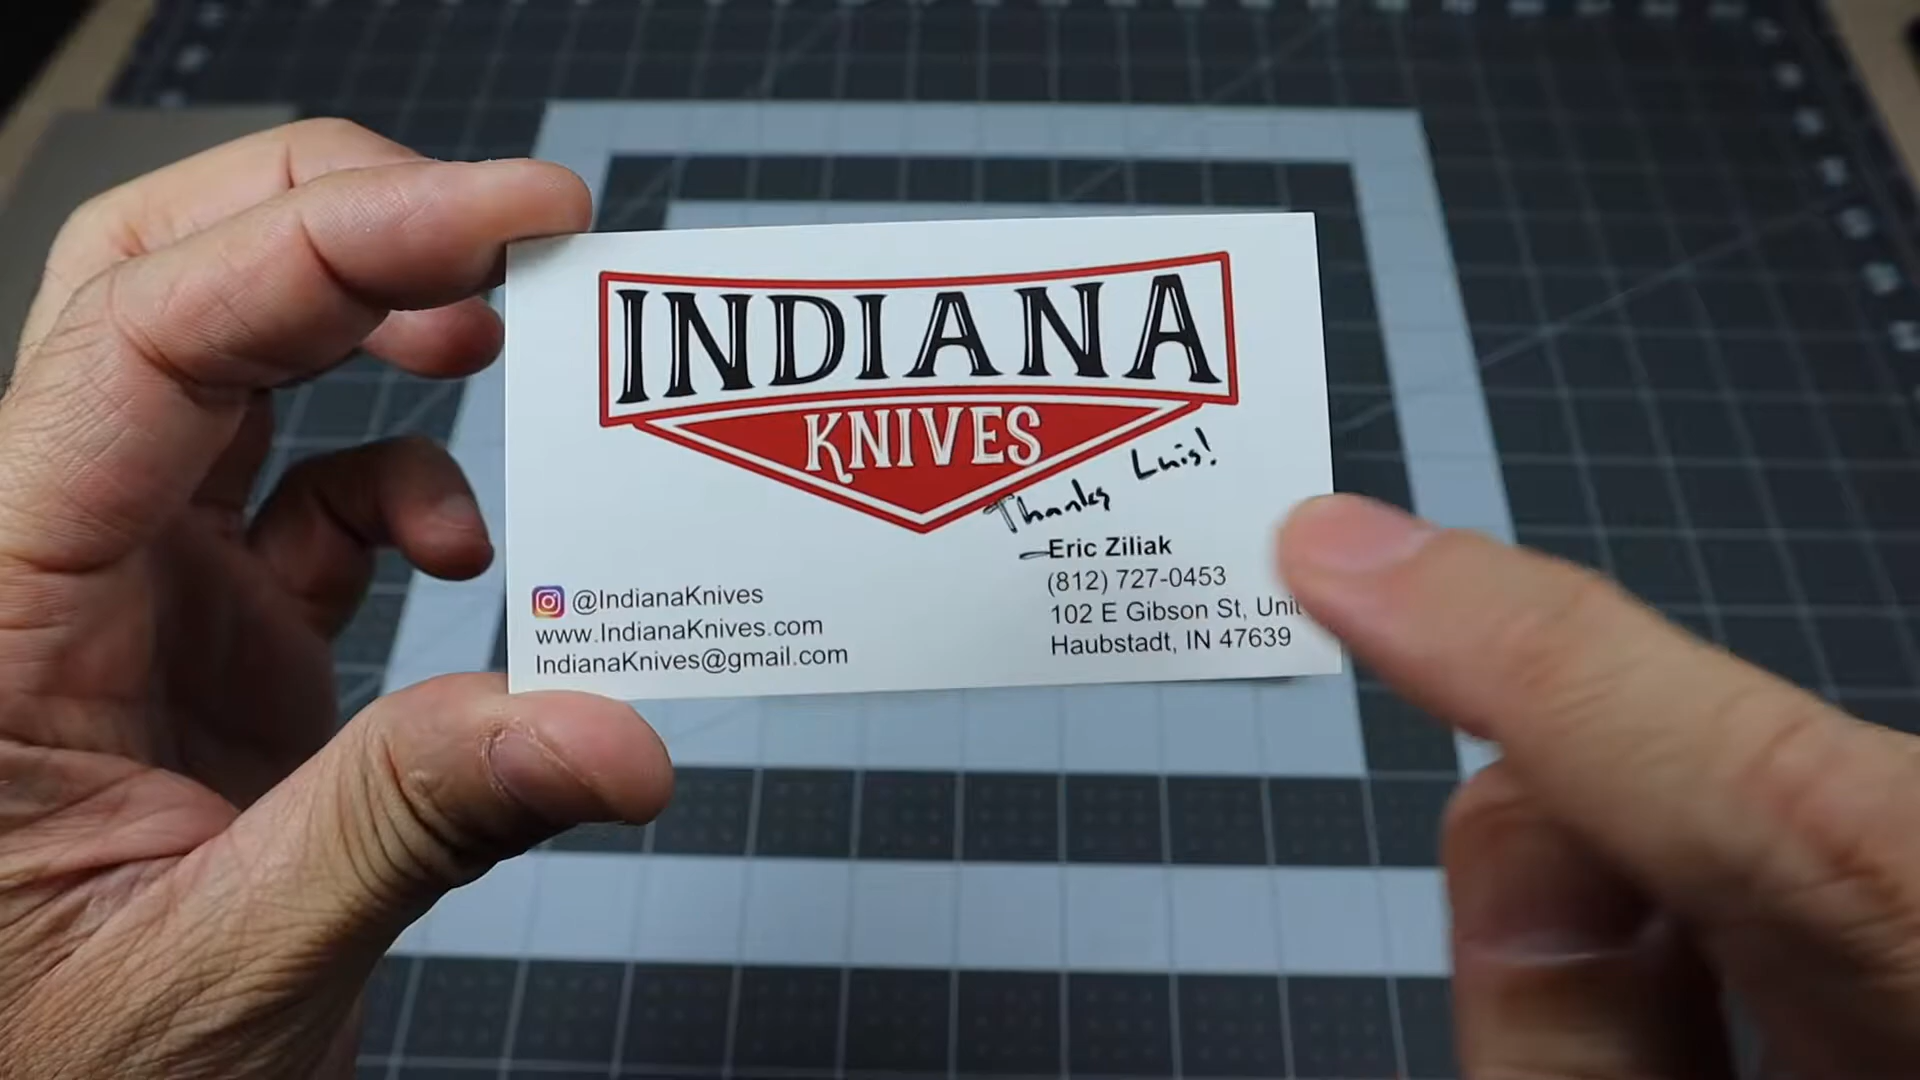 INDIANA
KNIVES
Thanks Luis!
@IndianaKnives
www.IndianaKnives.com
IndianaKnives@gmail.com
Eric Ziliak
(812) 727-0453
102 E Gibson St, Unit
Haubstadt, IN 47639